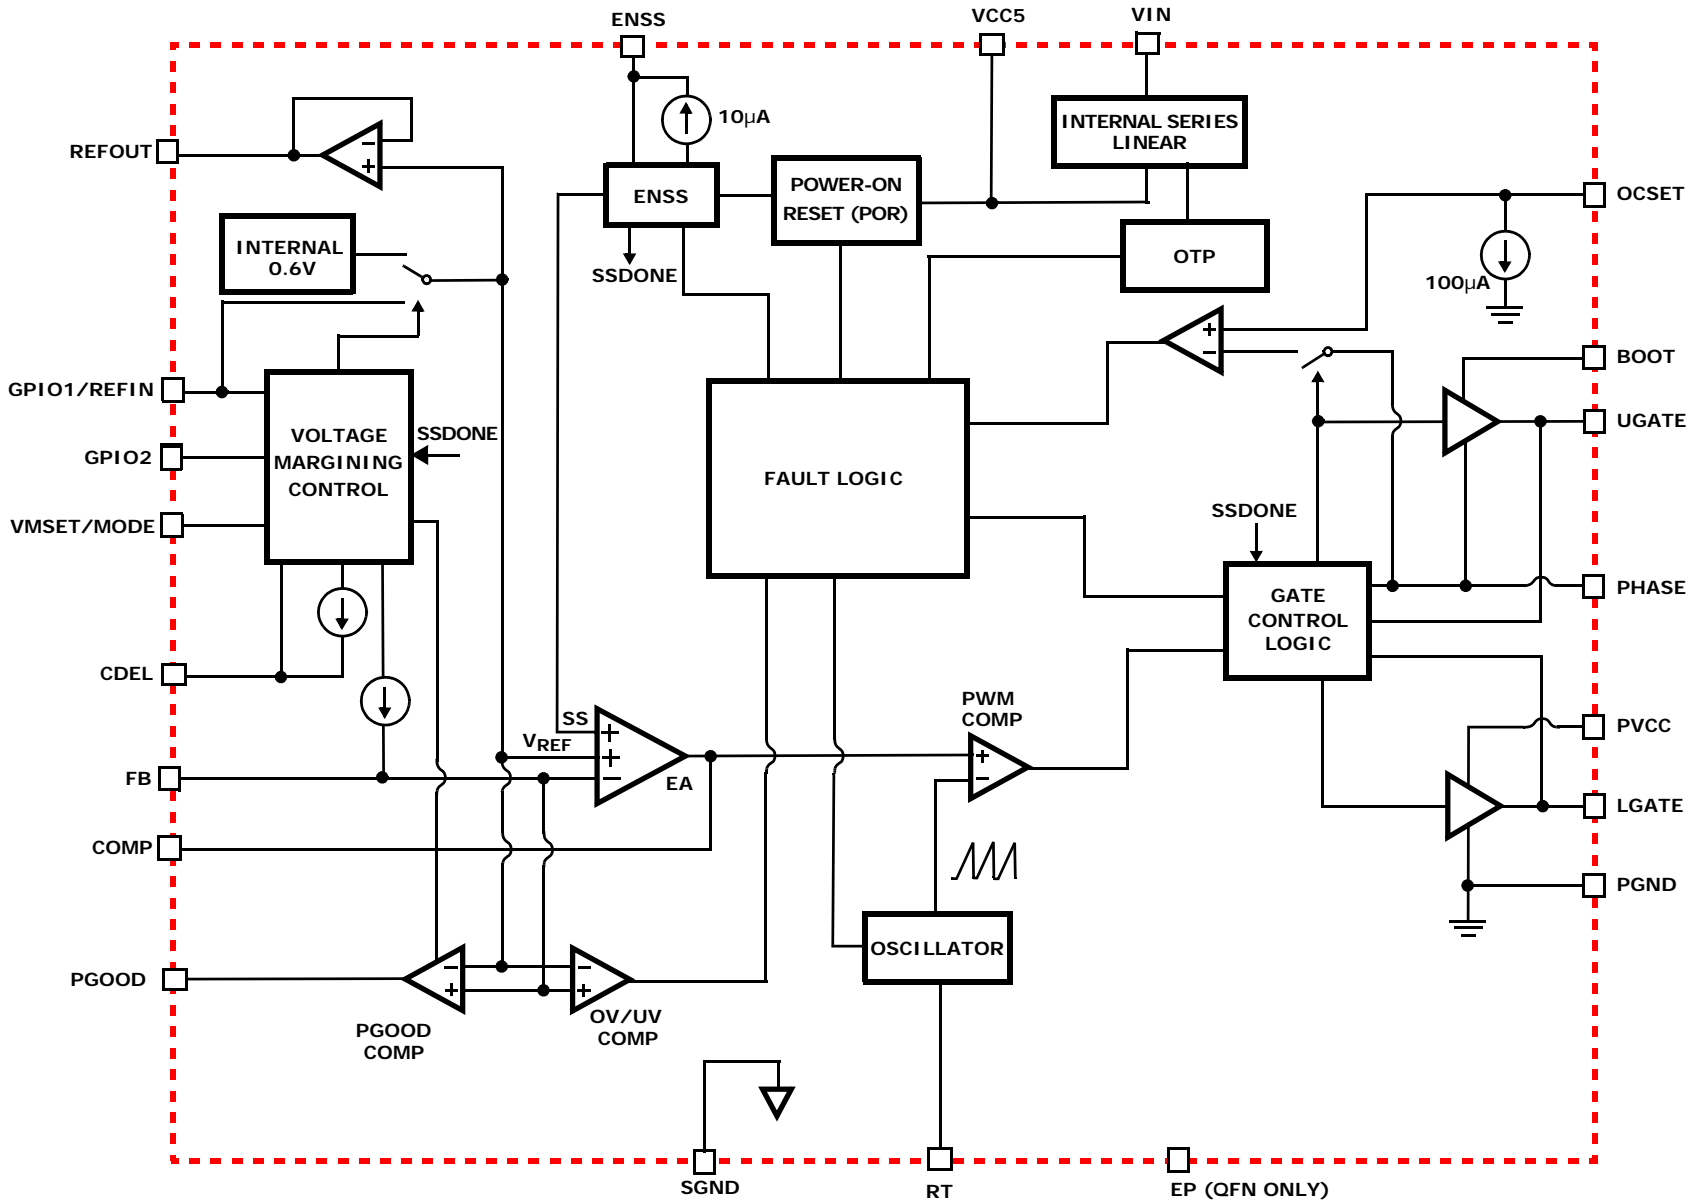 ENSS
VCC5
VIN
10µA
INTERNAL SERIES
LINEAR
REFOUT
−
+
ENSS
POWER-ON
RESET (POR)
OCSET
INTERNAL
0.6V
SSDONE
OTP
100µA
+
−
BOOT
GPIO1/REFIN
UGATE
VOLTAGE
MARGINING
CONTROL
SSDONE
GPIO2
FAULT LOGIC
VMSET/MODE
SSDONE
GATE
CONTROL
LOGIC
PHASE
CDEL
PWM
COMP
SS
+
VREF
+
−
EA
+
−
PVCC
FB
LGATE
COMP
PGND
OSCILLATOR
PGOOD
−
+
−
+
PGOOD
COMP
OV/UV
COMP
SGND
RT
EP (QFN ONLY)